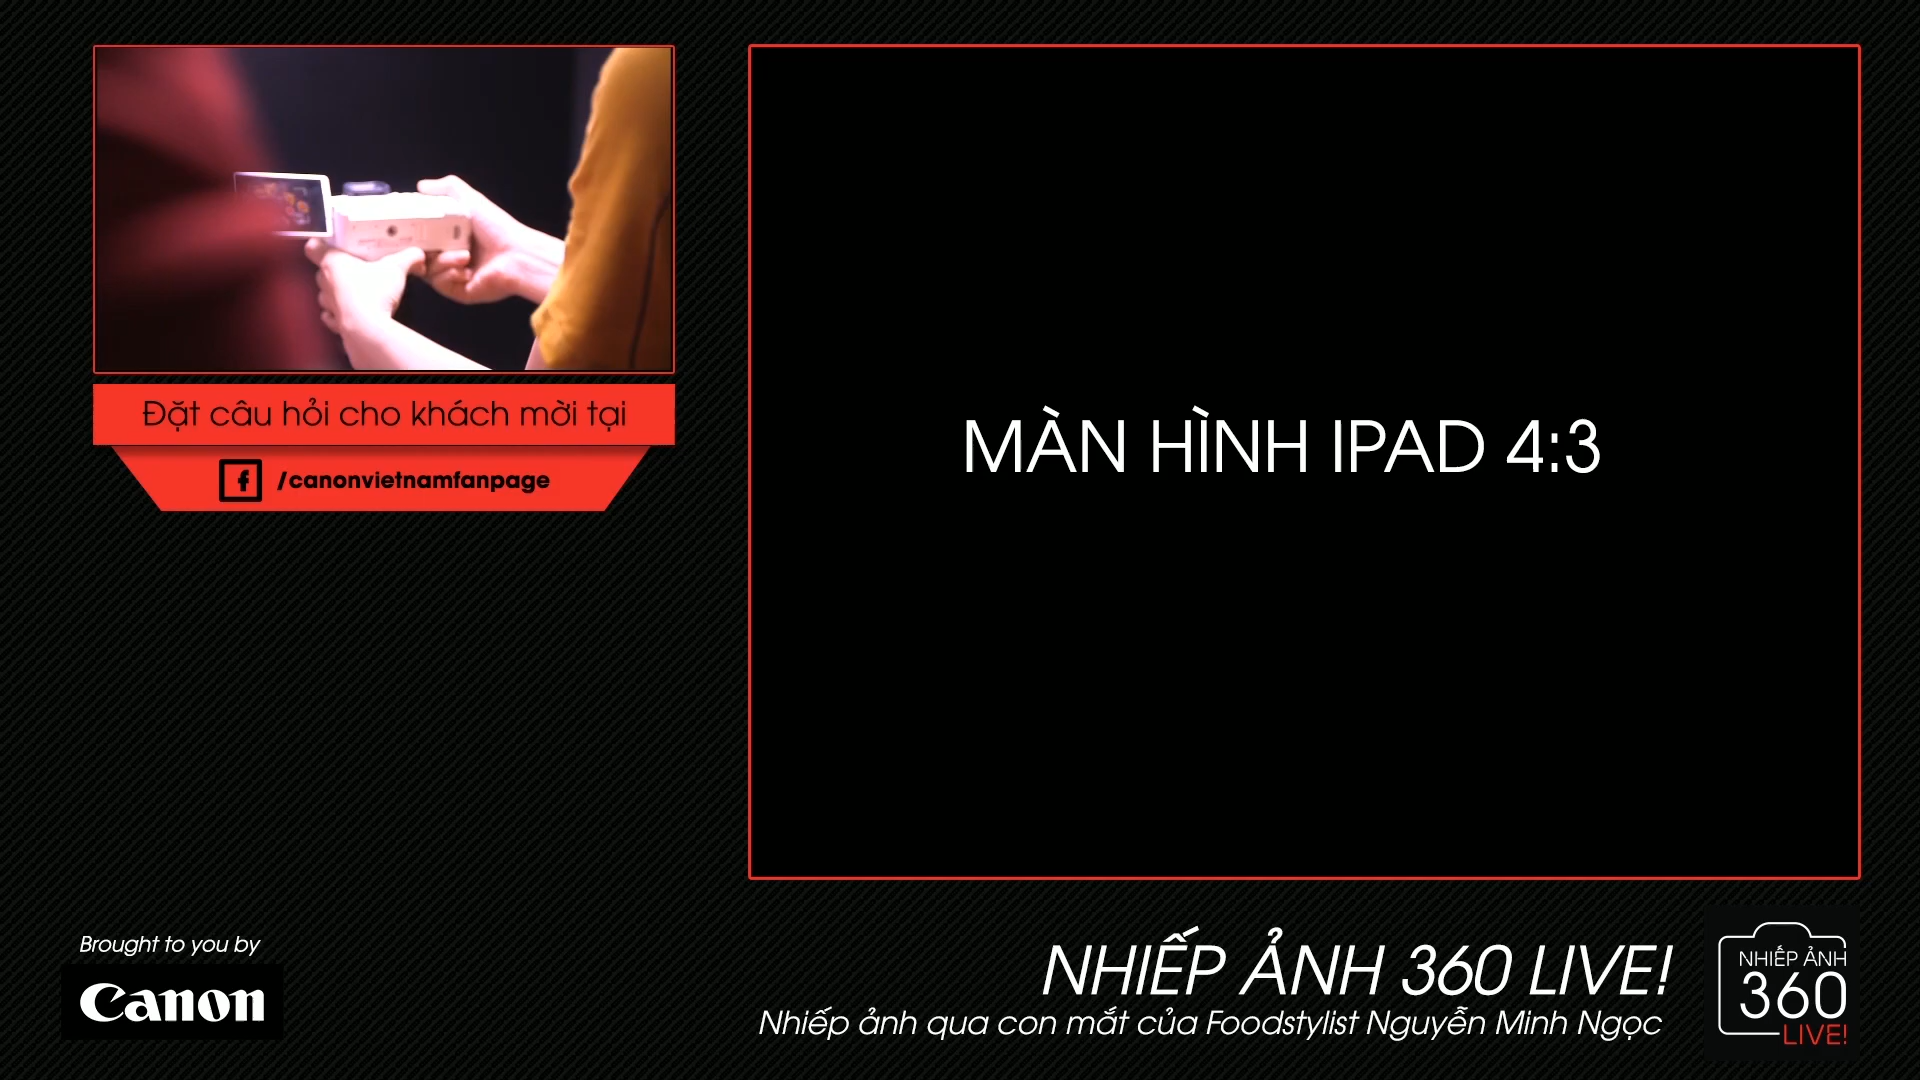 Đặt câu hỏi cho khách mời tại
f /canonvietnamfanpage
MÀN HÌNH IPAD 4:3
Brought to you by
Canon
NHIẾP ẢNH 360 LIVE!
Nhiếp ảnh qua con mắt của Foodstylist Nguyễn Minh Ngọc
NHIẾP ẢNH
360
LIVE!